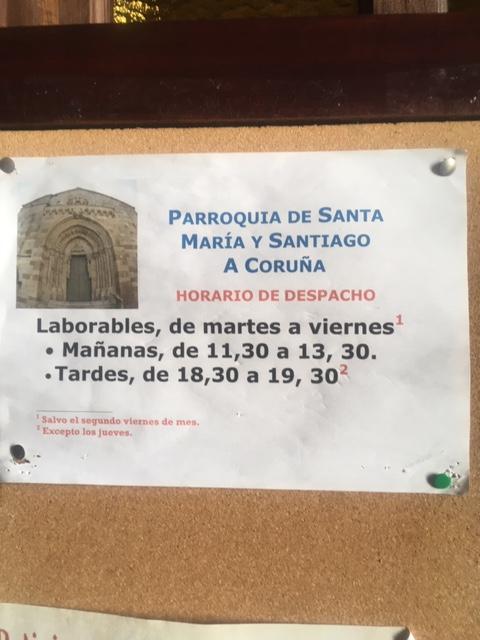 PARROQUIA DE SANTA
MARÍA Y SANTIAGO
A CORUÑA
HORARIO DE DESPACHO
Laborables, de martes a viernes¹
• Mañanas, de 11,30 a 13, 30.
• Tardes, de 18,30 a 19, 30²
¹ Salvo el segundo viernes de mes.
² Excepto los jueves.